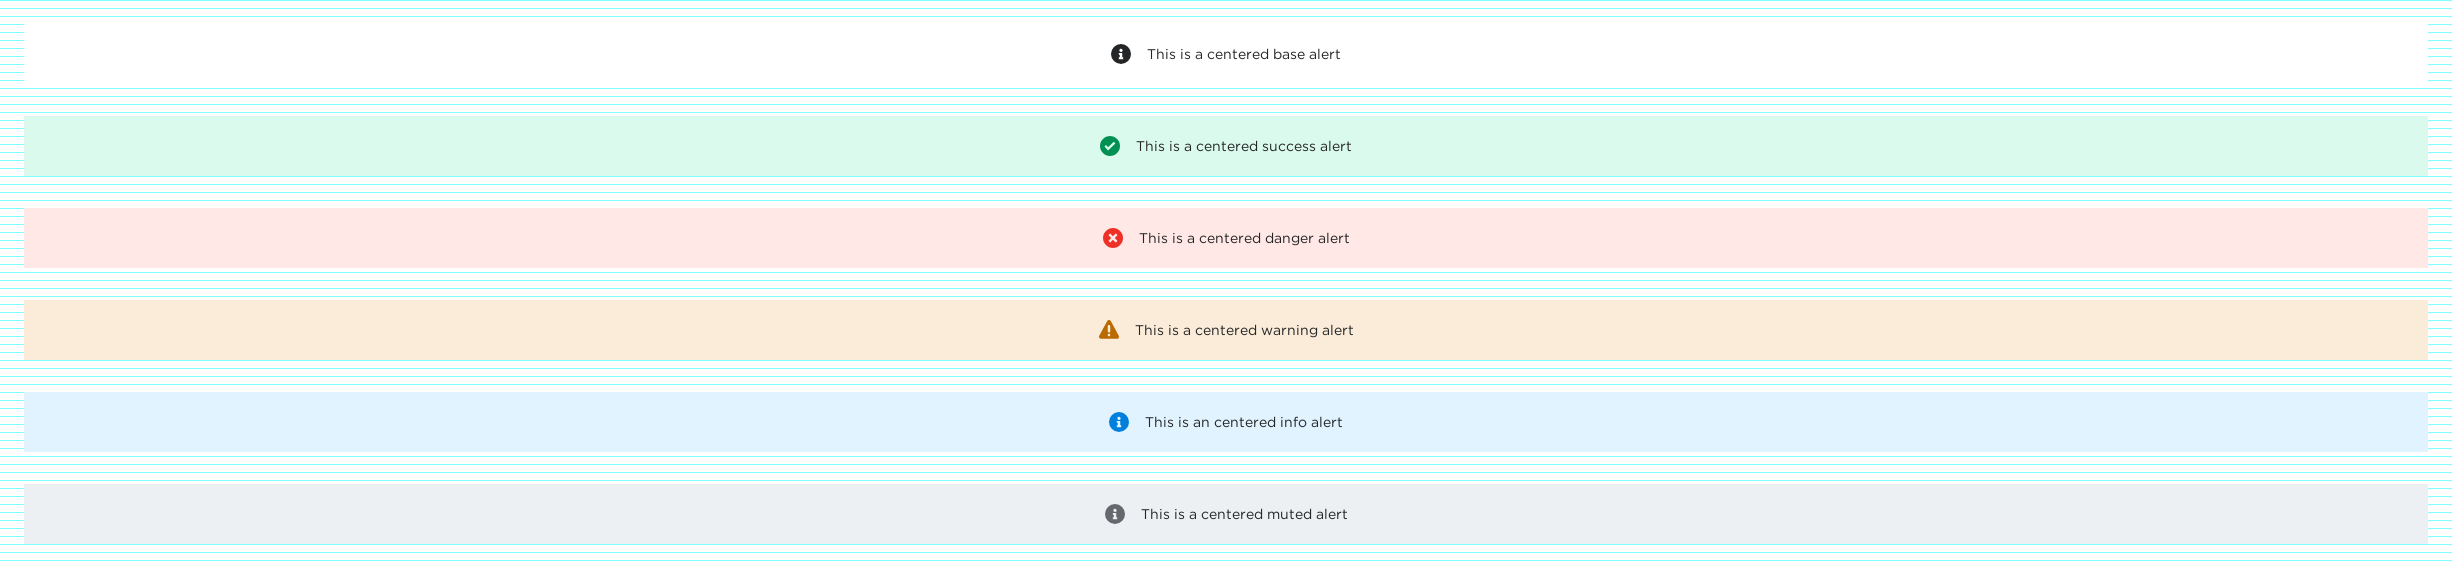 This is a centered base alert
This is a centered success alert
This is a centered danger alert
This is a centered warning alert
This is an centered info alert
This is a centered muted alert